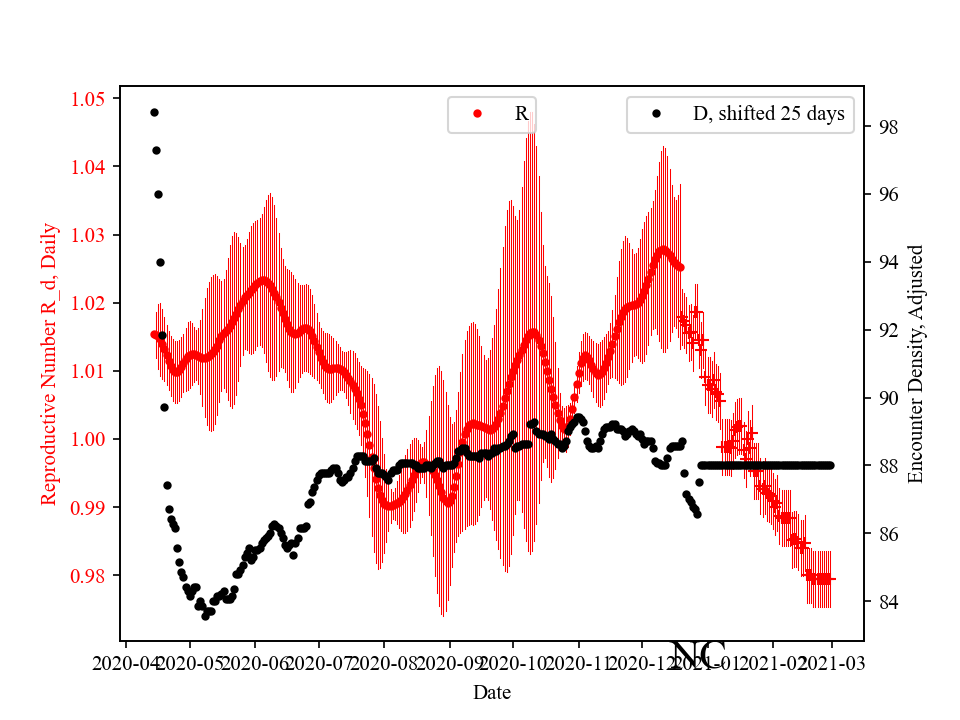 R
D, shifted 25 days
1.05
1.04
1.03
1.02
1.01
1.00
0.99
0.98
Reproductive Number R_d, Daily
98
96
94
92
90
88
86
84
Encounter Density, Adjusted
2020-04 2020-05 2020-06 2020-07 2020-08 2020-09 2020-10 2020-11 2020-12 2021-01 2021-02 2021-03
NC
Date